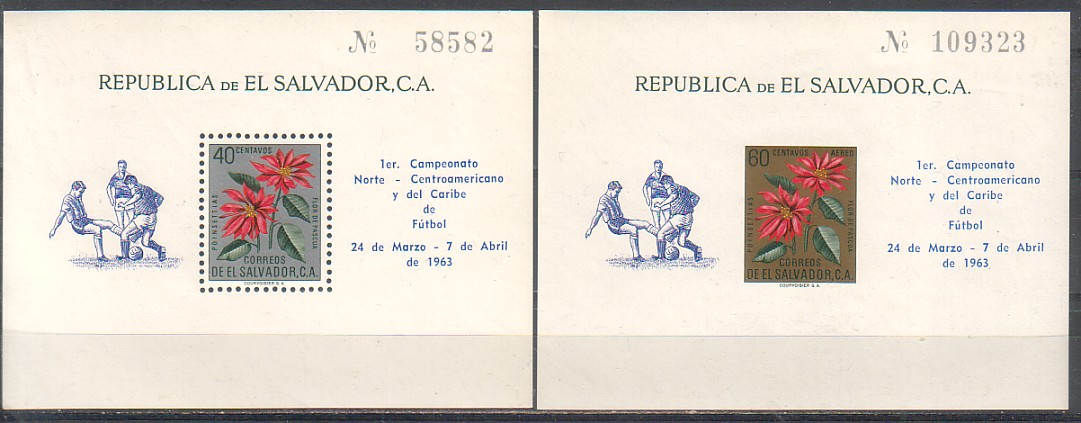 № 58582
REPUBLICA DE EL SALVADOR, C.A.
40 CENTAVOS
POINSETTIAS
FLOR DE PASCUA
CORREOS
DE EL SALVADOR, C.A.
COURVOISIER S.A.
1er. Campeonato
Norte - Centroamericano
y del Caribe
de
Fútbol
24 de Marzo - 7 de Abril
de 1963
№ 109323
REPUBLICA DE EL SALVADOR, C.A.
60 CENTAVOS AEREO
POINSETTIAS
FLOR DE PASCUA
CORREOS
DE EL SALVADOR, C.A.
COURVOISIER S.A.
1er. Campeonato
Norte - Centroamericano
y del Caribe
de
Fútbol
24 de Marzo - 7 de Abril
de 1963